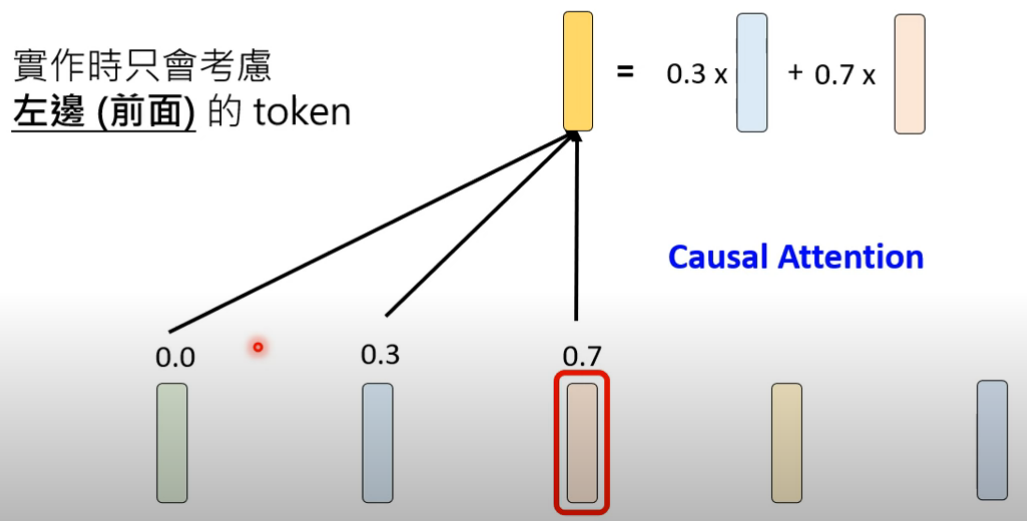 實作時只會考慮
左邊 (前面) 的 token
= 0.3 x + 0.7 x
Causal Attention
0.0 0.3 0.7